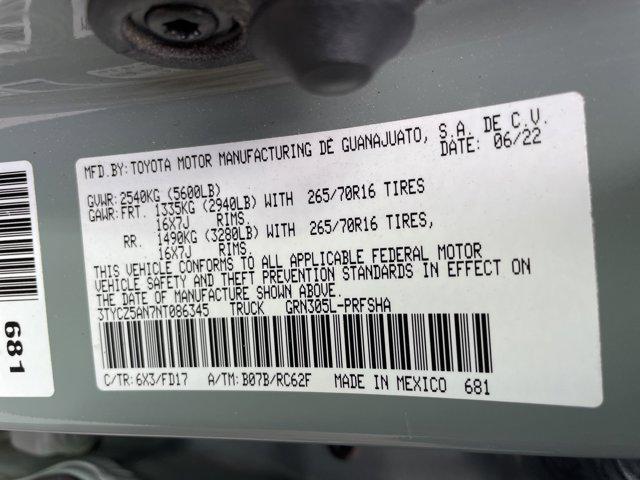 MFD.BY:TOYOTA MOTOR MANUFACTURING DE GUANAJUATO, S.A. DE C.V.
DATE: 06/22
GVWR:2540KG (5600LB)
GAWR:FRT. 1335KG (2940LB)WITH 265/70R16 TIRES
16X7J RIMS,
RR. 1490KG(3280LB)WITH 265/70R16 TIRES,
16X7J RIMS.
THIS VEHICLE CONFORMS TO ALL APPLICABLE FEDERAL MOTOR
VEHICLE SAFETY AND THEFT PREVENTION STANDARDS IN EFFECT ON
THE DATE OF MANUFACTURE SHOWN ABOVE.
3TYCZ5AN7NT086345 TRUCK GRN305L-PRFSHA
C/TR:6X3/FD17 A/TM:B07B/RC62F MADE IN MEXICO 681
681